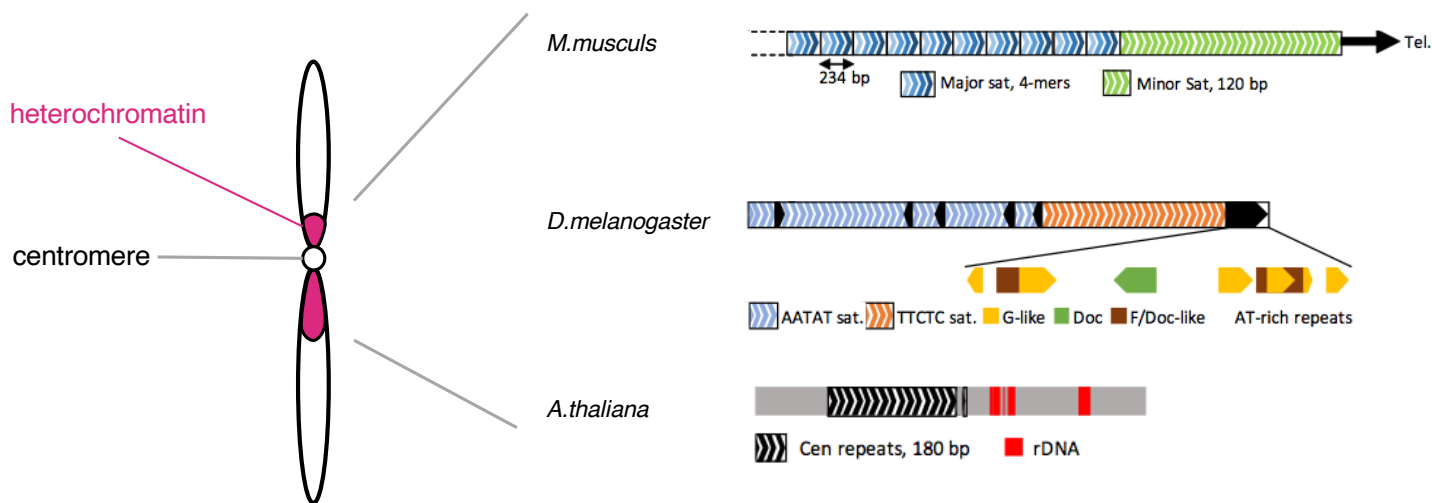 heterochromatin
centromere
M.musculs
Tel.
234 bp
Major sat, 4-mers
Minor Sat, 120 bp
D.melanogaster
AATAT sat.
TTCTC sat.
G-like
Doc
F/Doc-like
AT-rich repeats
A.thaliana
Cen repeats, 180 bp
rDNA